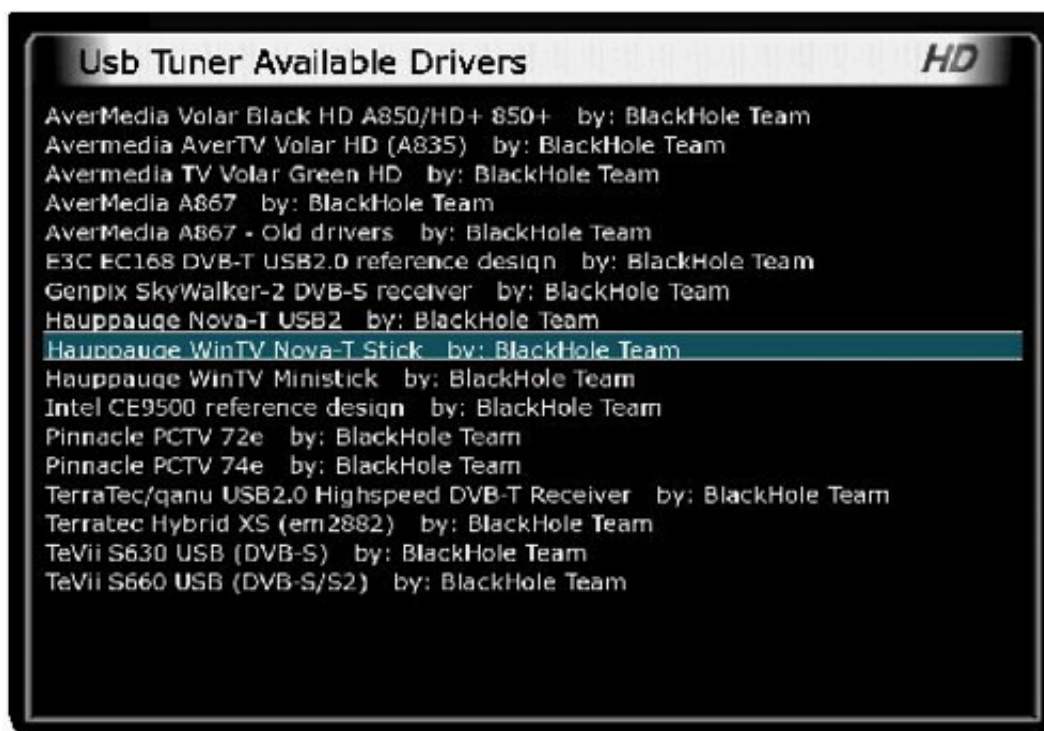 Usb Tuner Available Drivers HD
AverMedia Volar Black HD A850/HD+ 850+ by: BlackHole Team
Avermedia AverTV Volar HD (A835) by: BlackHole Team
Avermedia TV Volar Green HD by: BlackHole Team
AverMedia A867 by: BlackHole Team
AverMedia A867 - Old drivers by: BlackHole Team
E3C EC168 DVB-T USB2.0 reference design by: BlackHole Team
Genpix SkyWalker-2 DVB-S receiver by: BlackHole Team
Hauppauge Nova-T USB2 by: BlackHole Team
Hauppauge WinTV Nova-T Stick by: BlackHole Team
Hauppauge WinTV Ministick by: BlackHole Team
Intel CE9500 reference design by: BlackHole Team
Pinnacle PCTV 72e by: BlackHole Team
Pinnacle PCTV 74e by: BlackHole Team
TerraTec/qanu USB2.0 Highspeed DVB-T Receiver by: BlackHole Team
Terratec Hybrid XS (em2882) by: BlackHole Team
TeVii S630 USB (DVB-S) by: BlackHole Team
TeVii S660 USB (DVB-S/S2) by: BlackHole Team